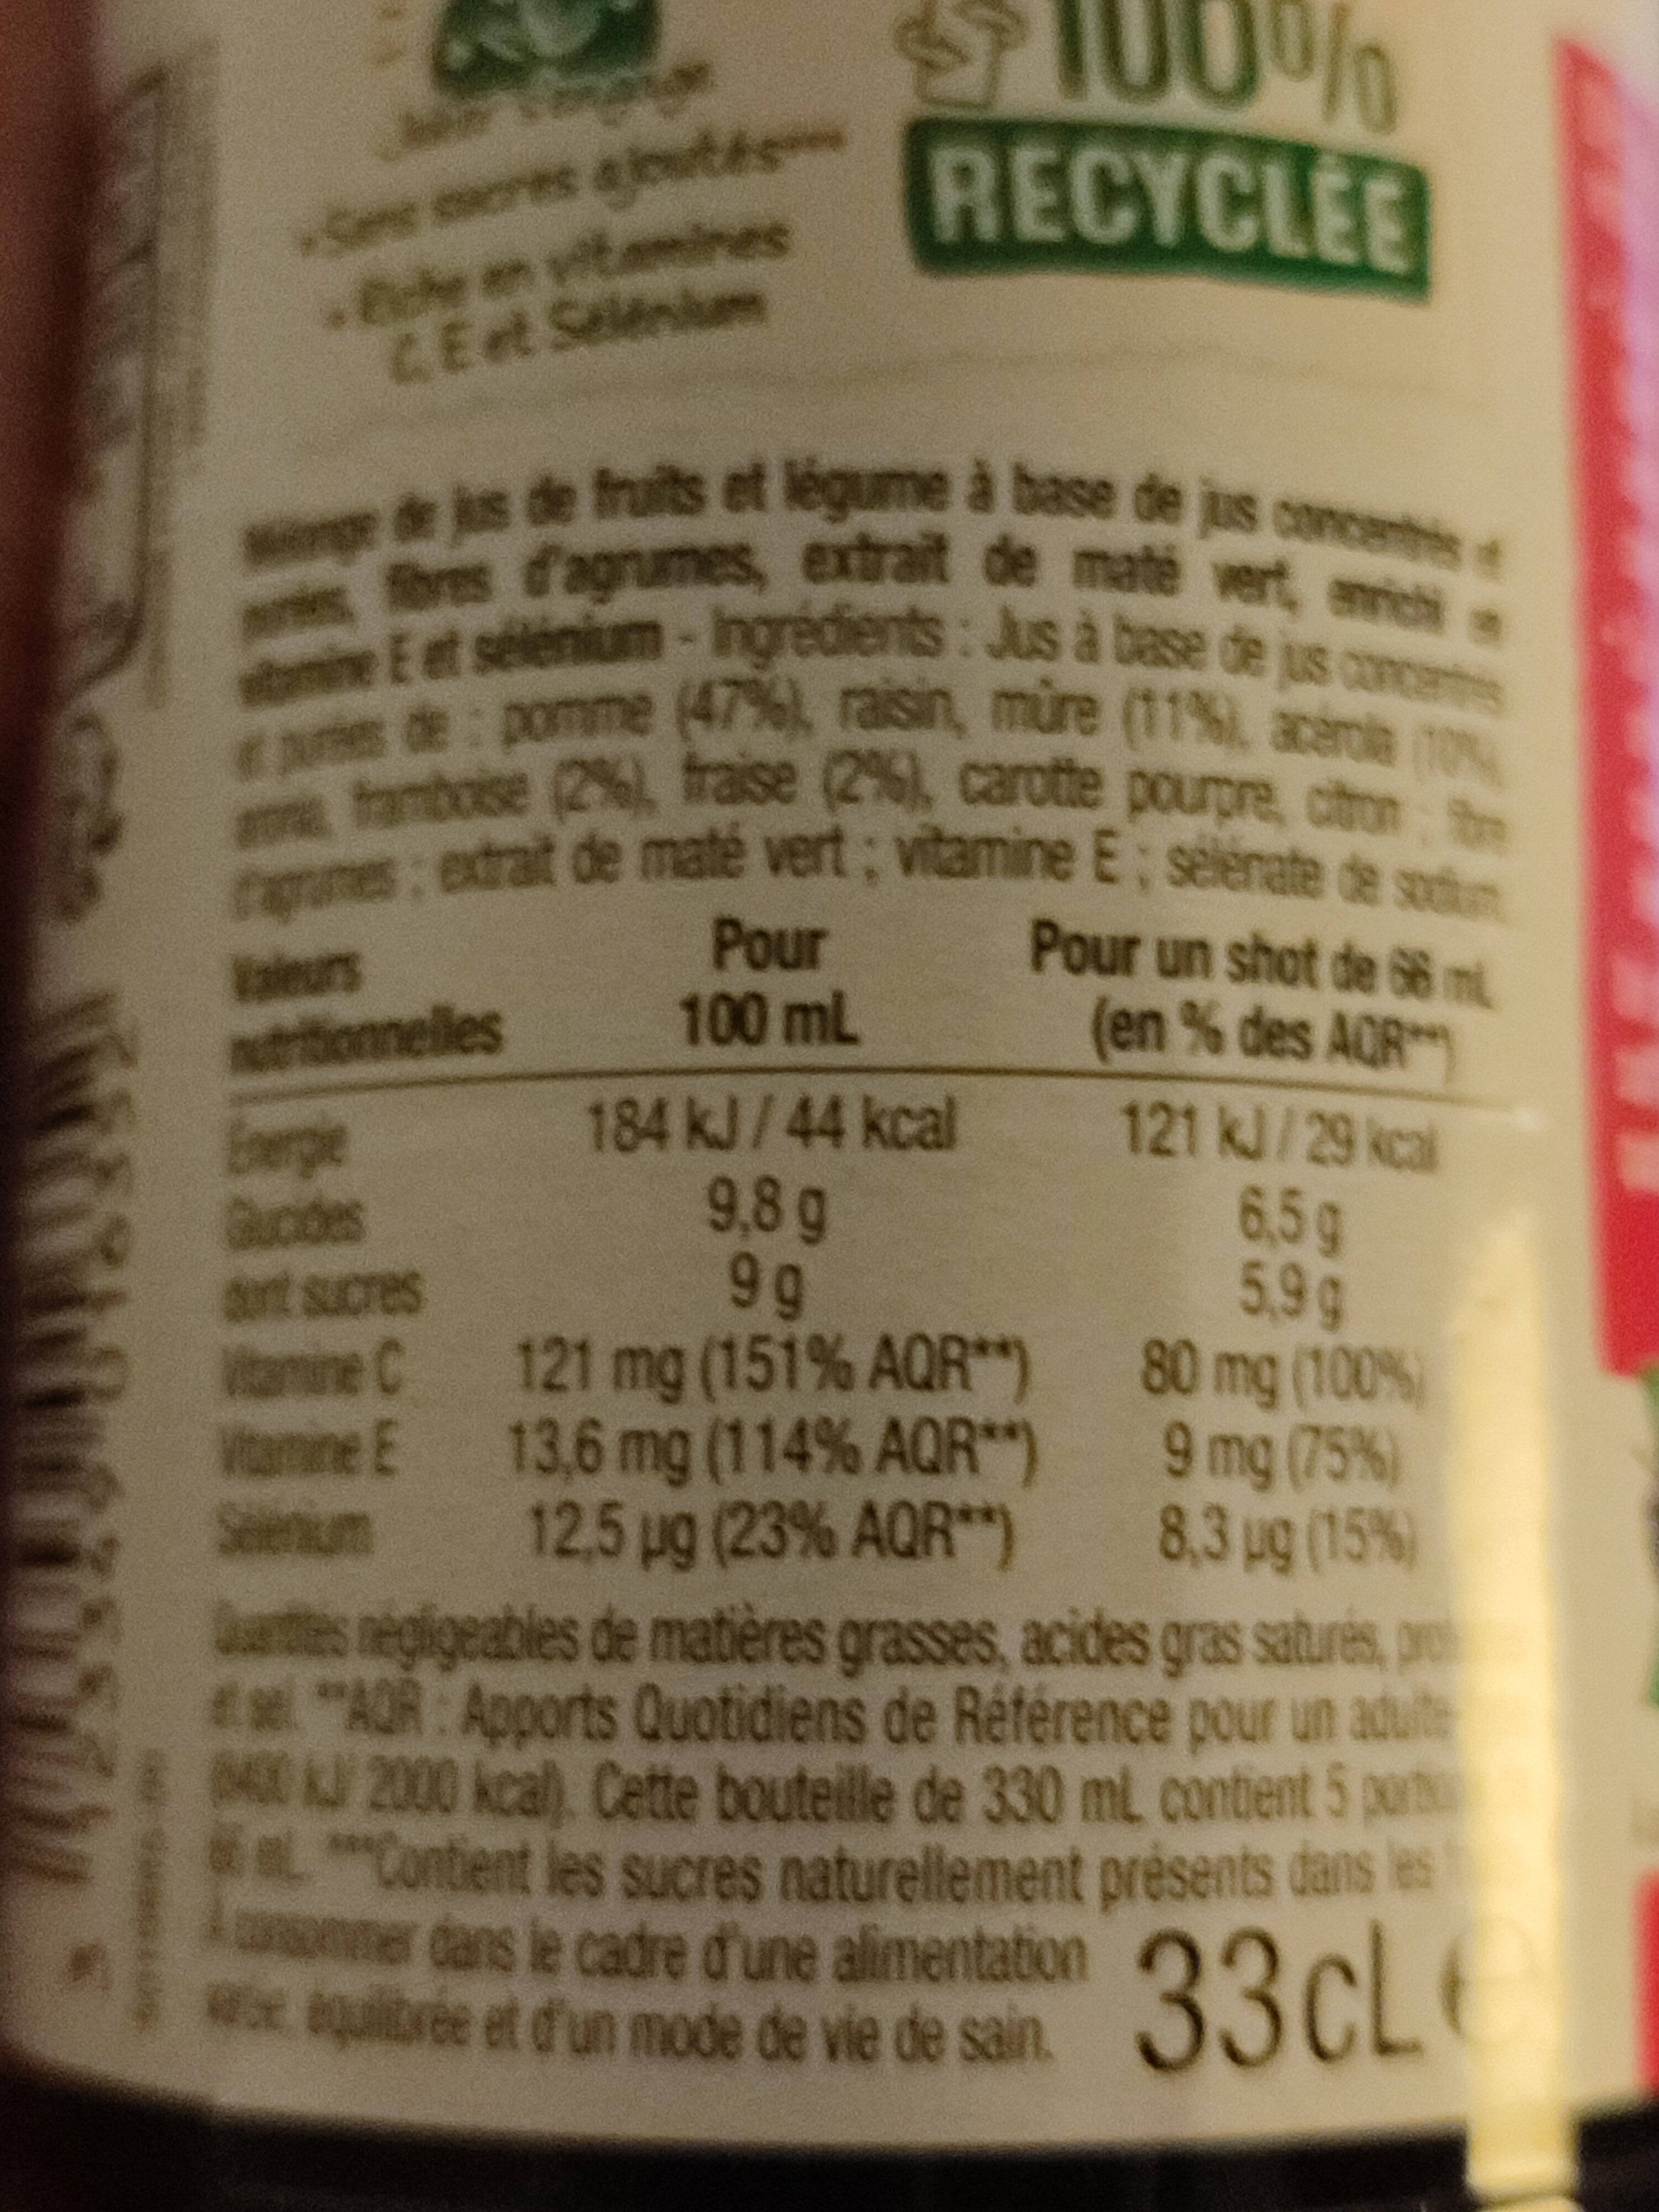 100%
RECYCLÉE
• Sans sucres ajoutés***
• Riche en vitamines
C, E et Sélénium
Mélange de jus de fruits et légume à base de jus concentrés et
purées, fibres d'agrumes, extrait de maté vert, enrichi en
vitamine E et sélénium - Ingrédients : Jus à base de jus concentrés
et purées de : pomme (47%), raisin, mûre (11%), acérola (10%),
framboise (2%), fraise (2%), carotte pourpre, citron ; fibre
d'agrumes ; extrait de maté vert ; vitamine E ; sélénate de sodium
Valeurs nutritionnelles Pour 100 mL Pour un shot de 66 mL (en % des AQR**)
Énergie 184 kJ / 44 kcal 121 kJ / 29 kcal
Glucides 9,8 g 6,5 g
dont sucres 9 g 5,9 g
Vitamine C 121 mg (151% AQR**) 80 mg (100%)
Vitamine E 13,6 mg (114% AQR**) 9 mg (75%)
Sélénium 12,5 µg (23% AQR**) 8,3 µg (15%)
Quantités négligeables de matières grasses, acides gras saturés,
et sel. **AQR : Apports Quotidiens de Référence pour un adulte
(8400 kJ/ 2000 kcal). Cette bouteille de 330 mL contient 5
66 mL. ***Contient les sucres naturellement présents dans les
À consommer dans le cadre d'une alimentation
équilibrée et d'un mode de vie de sain.
33 cL e